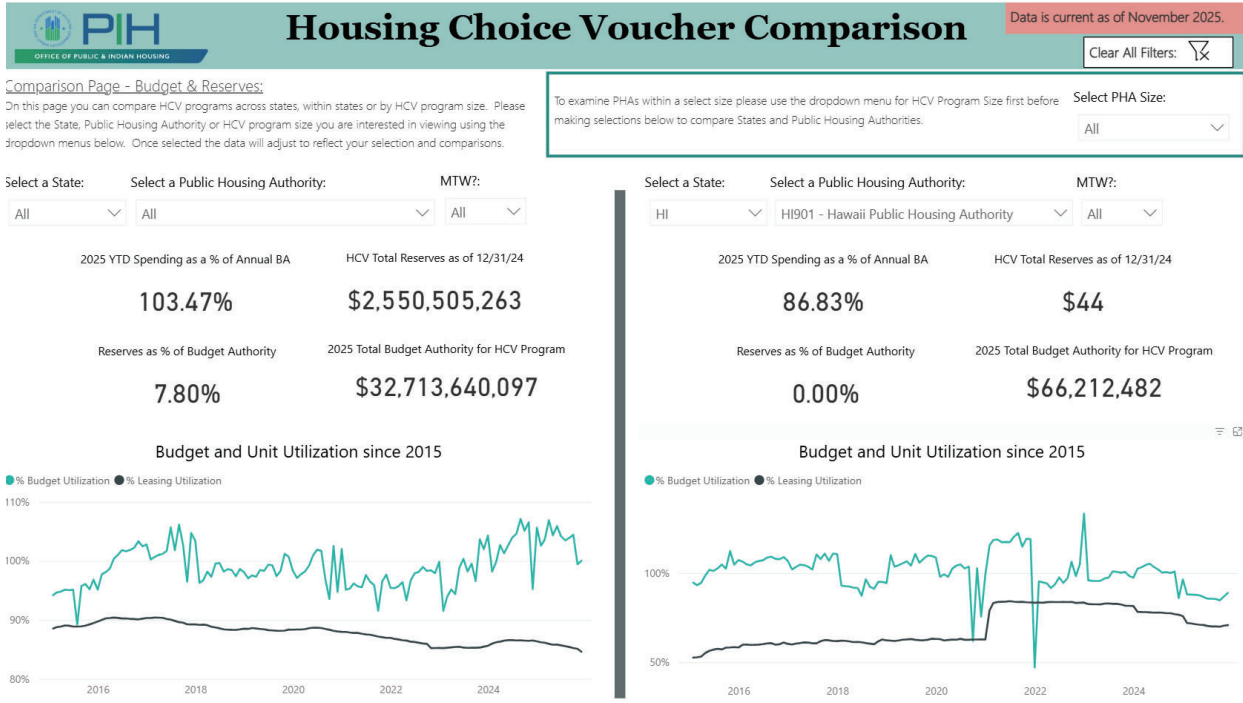 PIH
OFFICE OF PUBLIC & INDIAN HOUSING
Housing Choice Voucher Comparison
Data is current as of November 2025.
Clear All Filters:
Comparison Page - Budget & Reserves:
On this page you can compare HCV programs across states, within states or by HCV program size. Please
select the State, Public Housing Authority or HCV program size you are interested in viewing using the
dropdown menus below. Once selected the data will adjust to reflect your selection and comparisons.
To examine PHAs within a select size please use the dropdown menu for HCV Program Size first before
making selections below to compare States and Public Housing Authorities.
Select PHA Size:
All
Select a State: Select a Public Housing Authority: MTW?:
All All All
2025 YTD Spending as a % of Annual BA HCV Total Reserves as of 12/31/24
103.47% $2,550,505,263
Reserves as % of Budget Authority 2025 Total Budget Authority for HCV Program
7.80% $32,713,640,097
Budget and Unit Utilization since 2015
% Budget Utilization % Leasing Utilization
110%
100%
90%
80%
2016 2018 2020 2022 2024
Select a State: Select a Public Housing Authority: MTW?:
HI HI901 - Hawaii Public Housing Authority All
2025 YTD Spending as a % of Annual BA HCV Total Reserves as of 12/31/24
86.83% $44
Reserves as % of Budget Authority 2025 Total Budget Authority for HCV Program
0.00% $66,212,482
Budget and Unit Utilization since 2015
% Budget Utilization % Leasing Utilization
100%
50%
2016 2018 2020 2022 2024